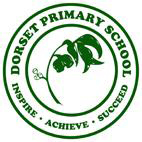 DORSET PRIMARY SCHOOL
INSPIRE • ACHIEVE • SUCCEED